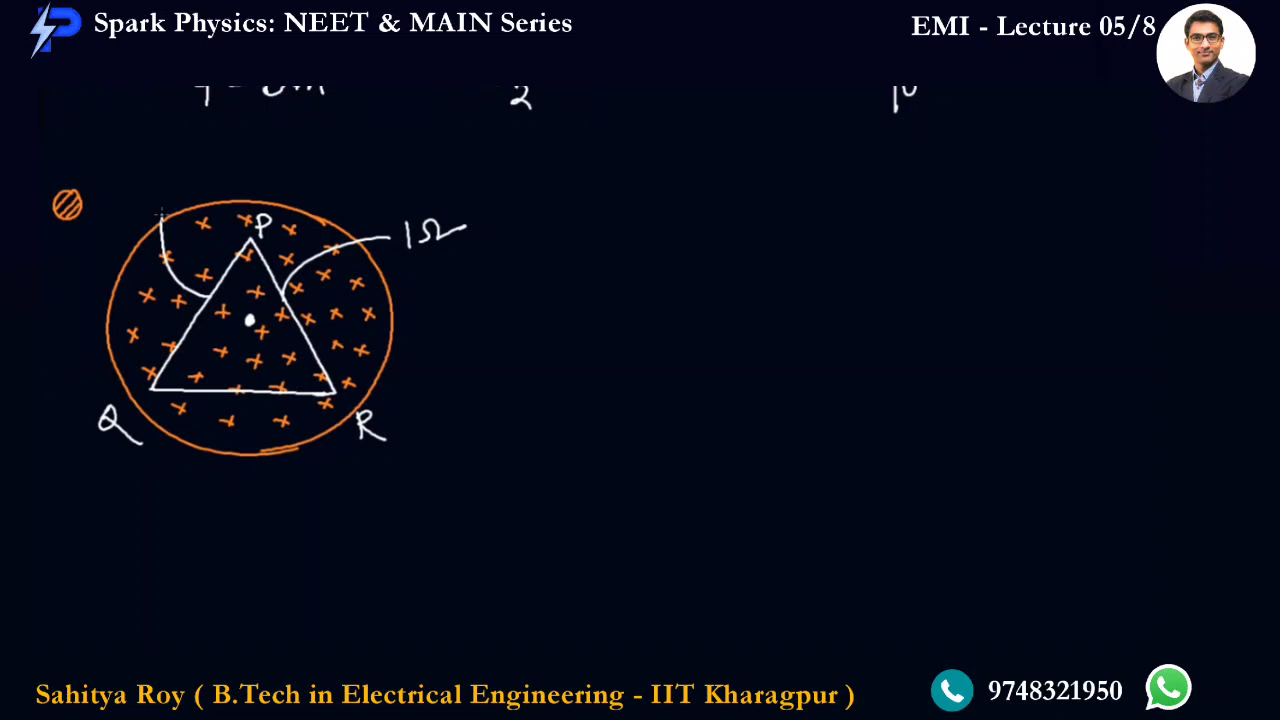 Spark Physics: NEET & MAIN Series
EMI - Lecture 05/8
P
1Ω
Q
R
Sahitya Roy ( B.Tech in Electrical Engineering - IIT Kharagpur )
9748321950